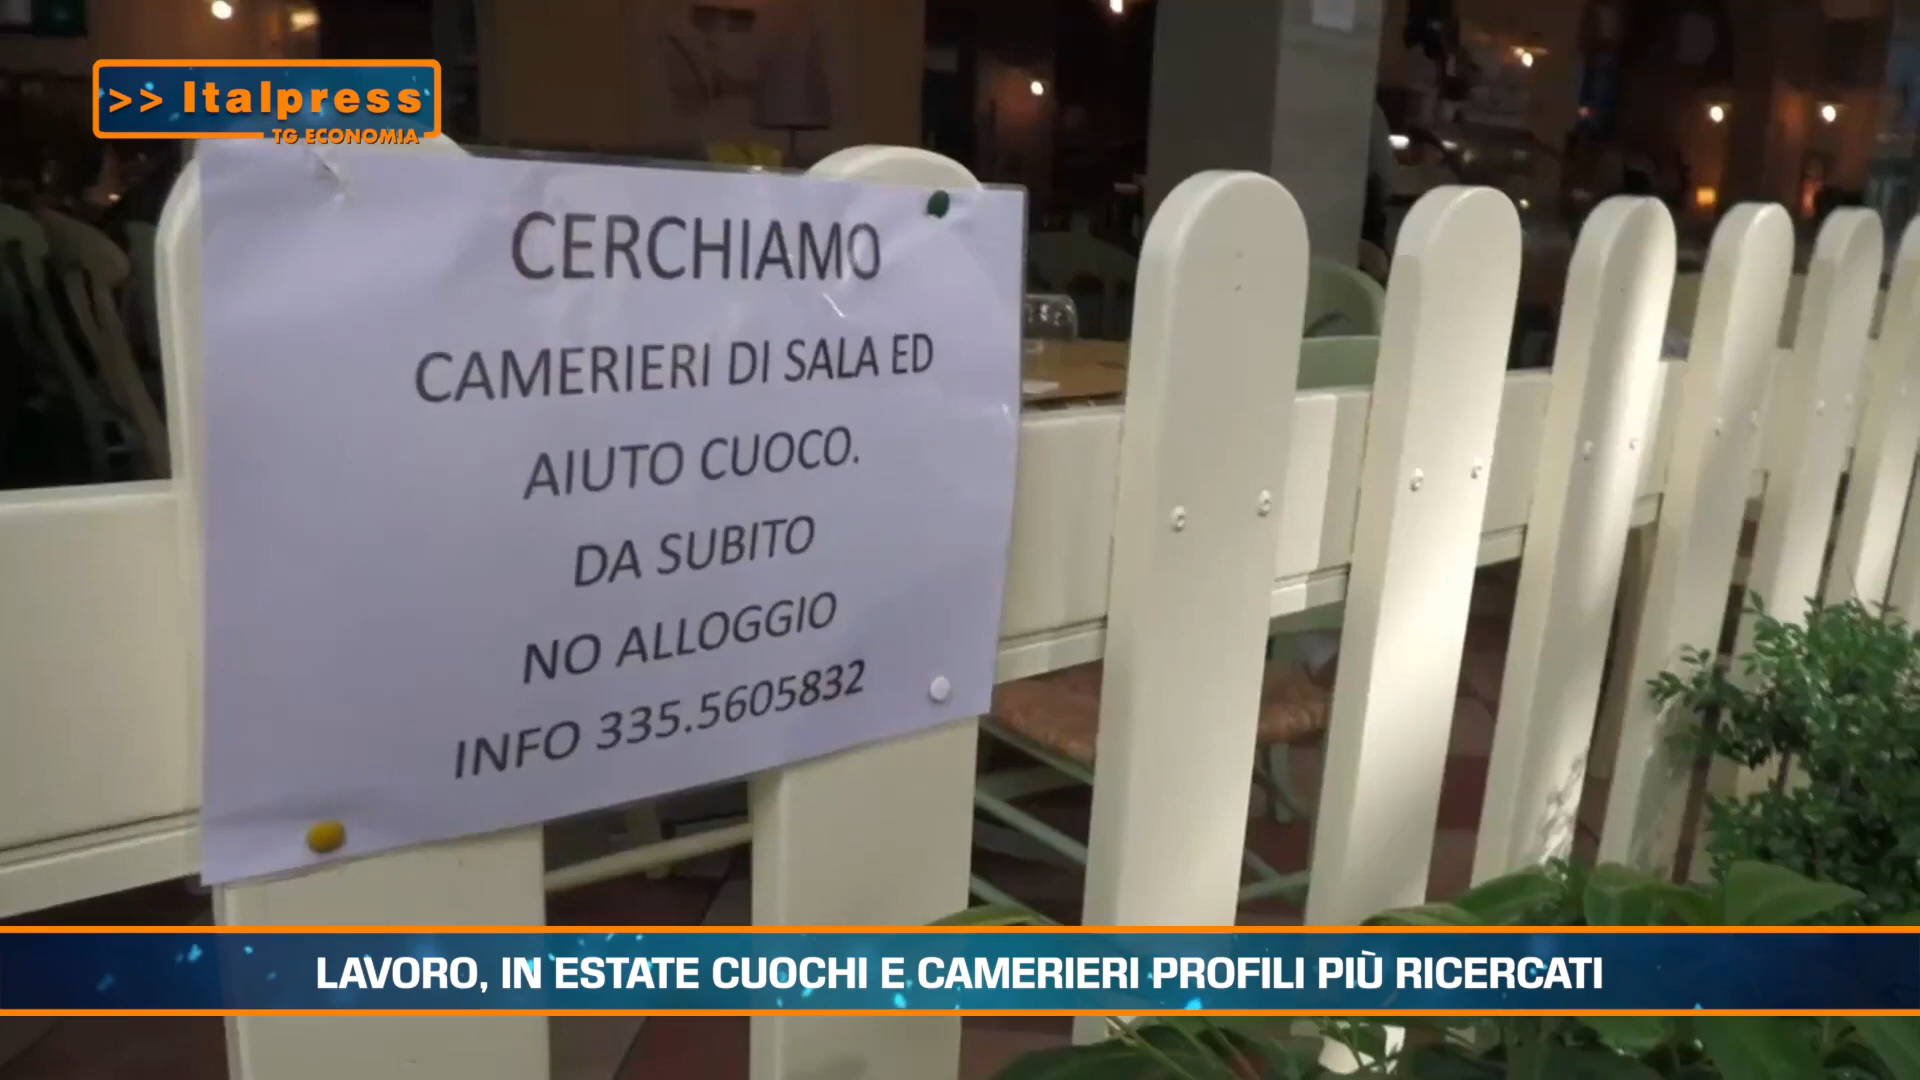 >> Italpress
TG ECONOMIA
CERCHIAMO
CAMERIERI DI SALA ED
AIUTO CUOCO.
DA SUBITO
NO ALLOGGIO
INFO 335.5605832
LAVORO, IN ESTATE CUOCHI E CAMERIERI PROFILI PIÙ RICERCATI